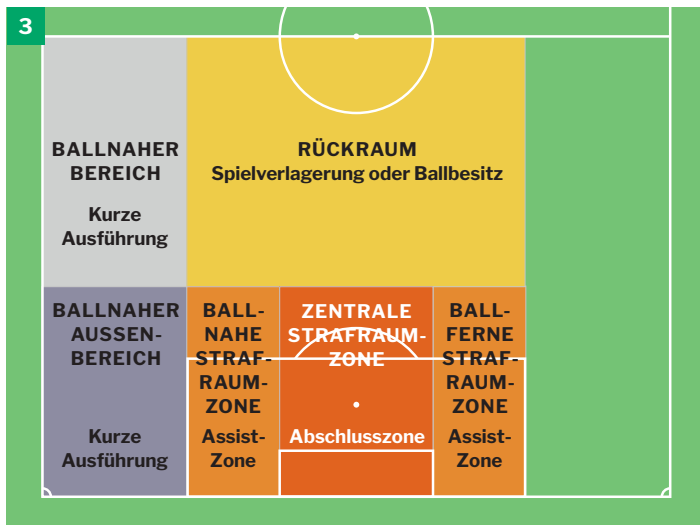 3
BALLNAHER
BEREICH
Kurze
Ausführung
RÜCKRAUM
Spielverlagerung oder Ballbesitz
BALLNAHER
AUSSEN-
BEREICH
Kurze
Ausführung
BALL-
NAHE
STRAF-
RAUM-
ZONE
Assist-
Zone
ZENTRALE
STRAFRAUM-
ZONE
Abschlusszone
BALL-
FERNE
STRAF-
RAUM-
ZONE
Assist-
Zone